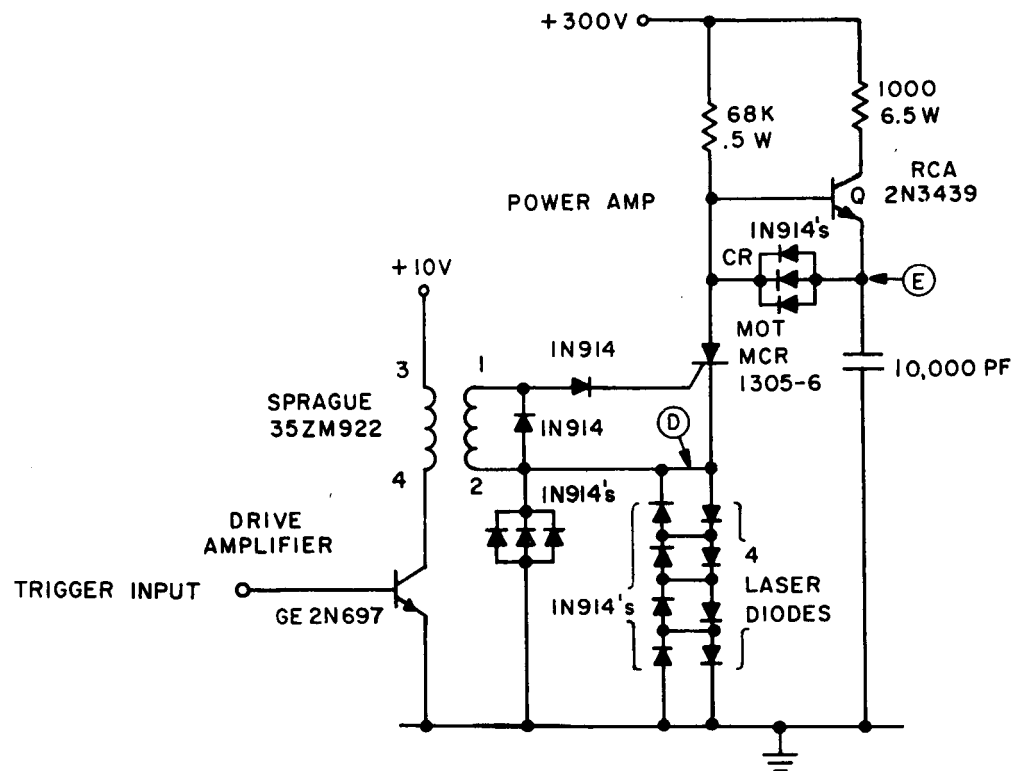 +300V
1000
6.5 W
68K
.5 W
RCA
2N3439
Q
POWER AMP
1N914's
CR
E
+10V
MOT
MCR
1305-6
1N914
10,000 PF
3
1
SPRAGUE
35ZM922
D
1N914
4
2
1N914's
DRIVE
AMPLIFIER
4
LASER
DIODES
TRIGGER INPUT
GE 2N697
1N914's